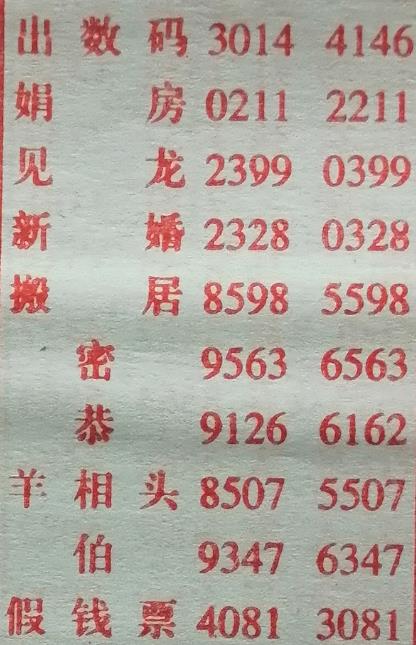 出数码 3014 4146
娟房 0211 2211
见龙 2399 0399
新婚 2328 0328
搬居 8598 5598
密 9563 6563
恭 9126 6162
羊相头 8507 5507
伯 9347 6347
假钱票 4081 3081